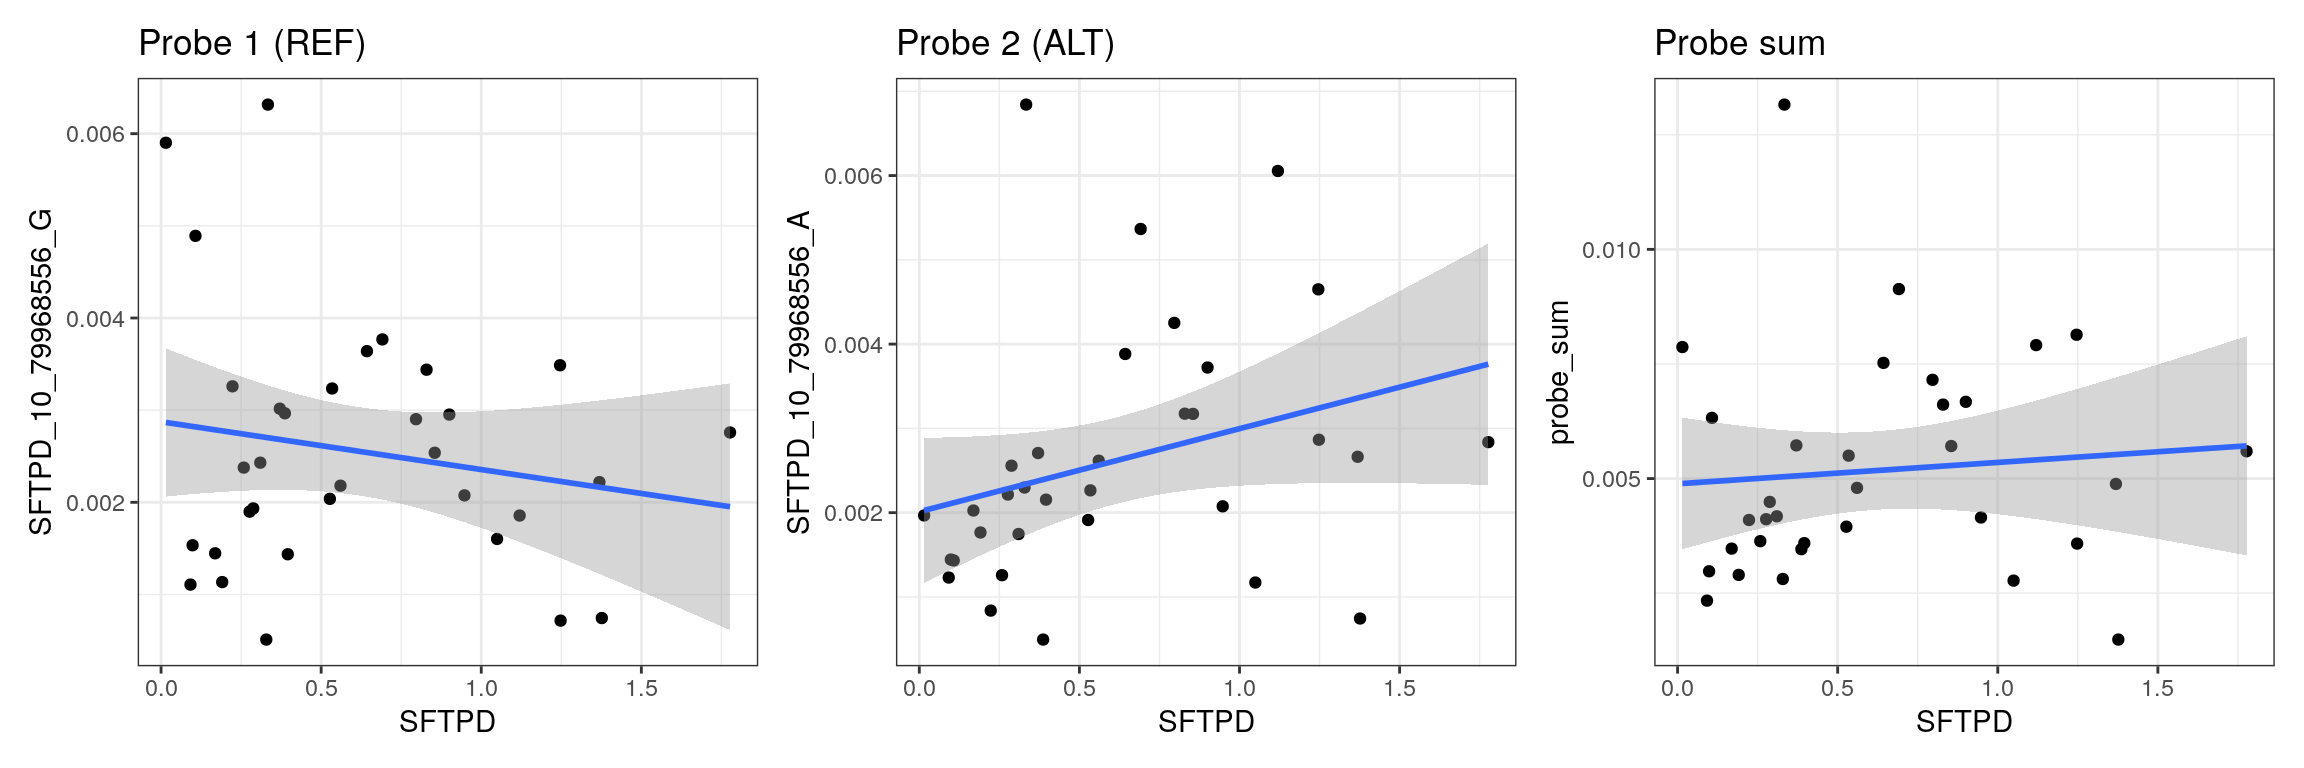 Probe 1 (REF)
SFTPD_10_79968556_G
0.006
0.004
0.002
0.0 0.5 1.0 1.5
SFTPD
Probe 2 (ALT)
SFTPD_10_79968556_A
0.006
0.004
0.002
0.0 0.5 1.0 1.5
SFTPD
Probe sum
probe_sum
0.010
0.005
0.0 0.5 1.0 1.5
SFTPD